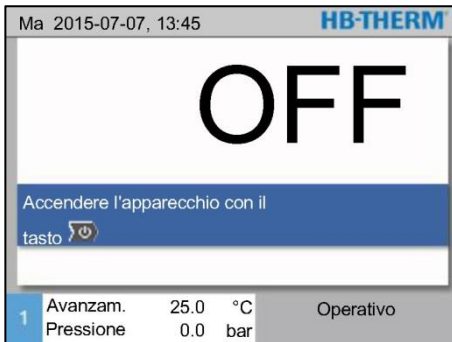 Ma 2015-07-07, 13:45 HB-THERM®
OFF
Accendere l'apparecchio con il
tasto
1 Avanzam. 25.0 °C Operativo
Pressione 0.0 bar